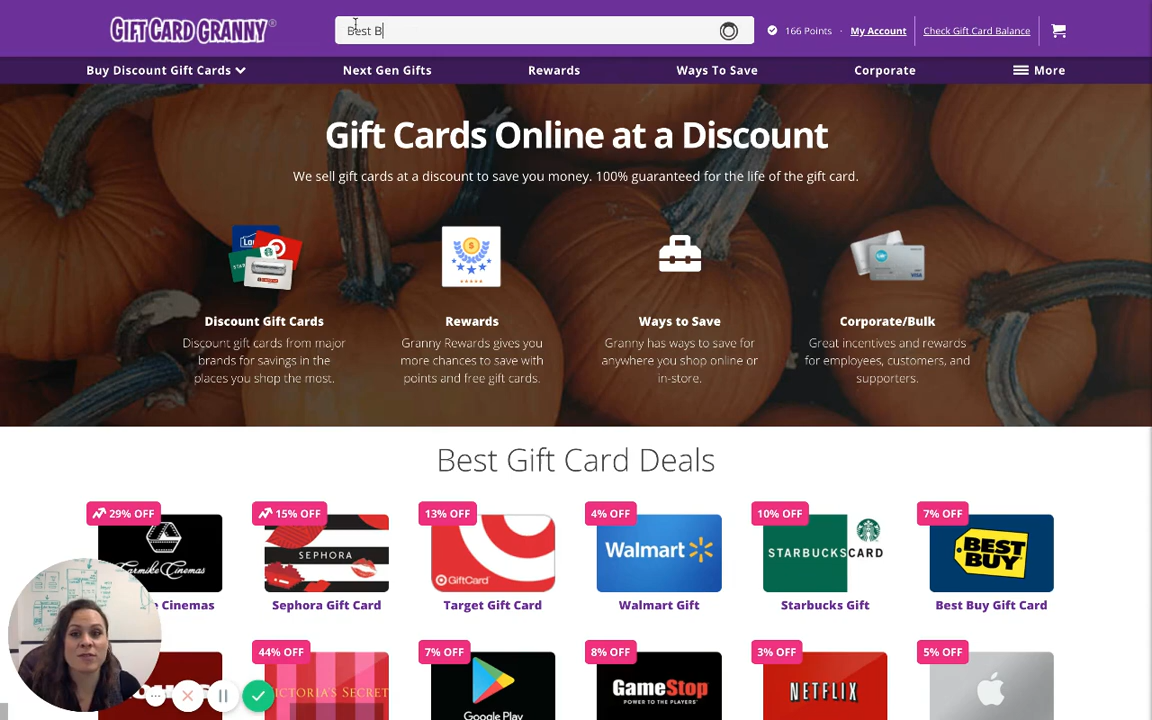 GIFT CARD GRANNY®
Best B
166 Points · My Account
Check Gift Card Balance
Buy Discount Gift Cards
Next Gen Gifts
Rewards
Ways To Save
Corporate
More
Gift Cards Online at a Discount
We sell gift cards at a discount to save you money. 100% guaranteed for the life of the gift card.
Discount Gift Cards
Discount gift cards from major
brands for savings in the
places you shop the most.
Rewards
Granny Rewards gives you
more chances to save with
points and free gift cards.
Ways to Save
Granny has ways to save for
anywhere you shop online or
in-store.
Corporate/Bulk
Great incentives and rewards
for employees, customers, and
supporters.
Best Gift Card Deals
29% OFF
Cinemas
15% OFF
SEPHORA
Sephora Gift Card
13% OFF
GiftCard
Target Gift Card
4% OFF
Walmart
Walmart Gift
10% OFF
STARBUCKS CARD
Starbucks Gift
7% OFF
BEST
BUY
Best Buy Gift Card
44% OFF
7% OFF
Google Play
8% OFF
GameStop
POWER TO THE PLAYERS
3% OFF
NETFLIX
5% OFF